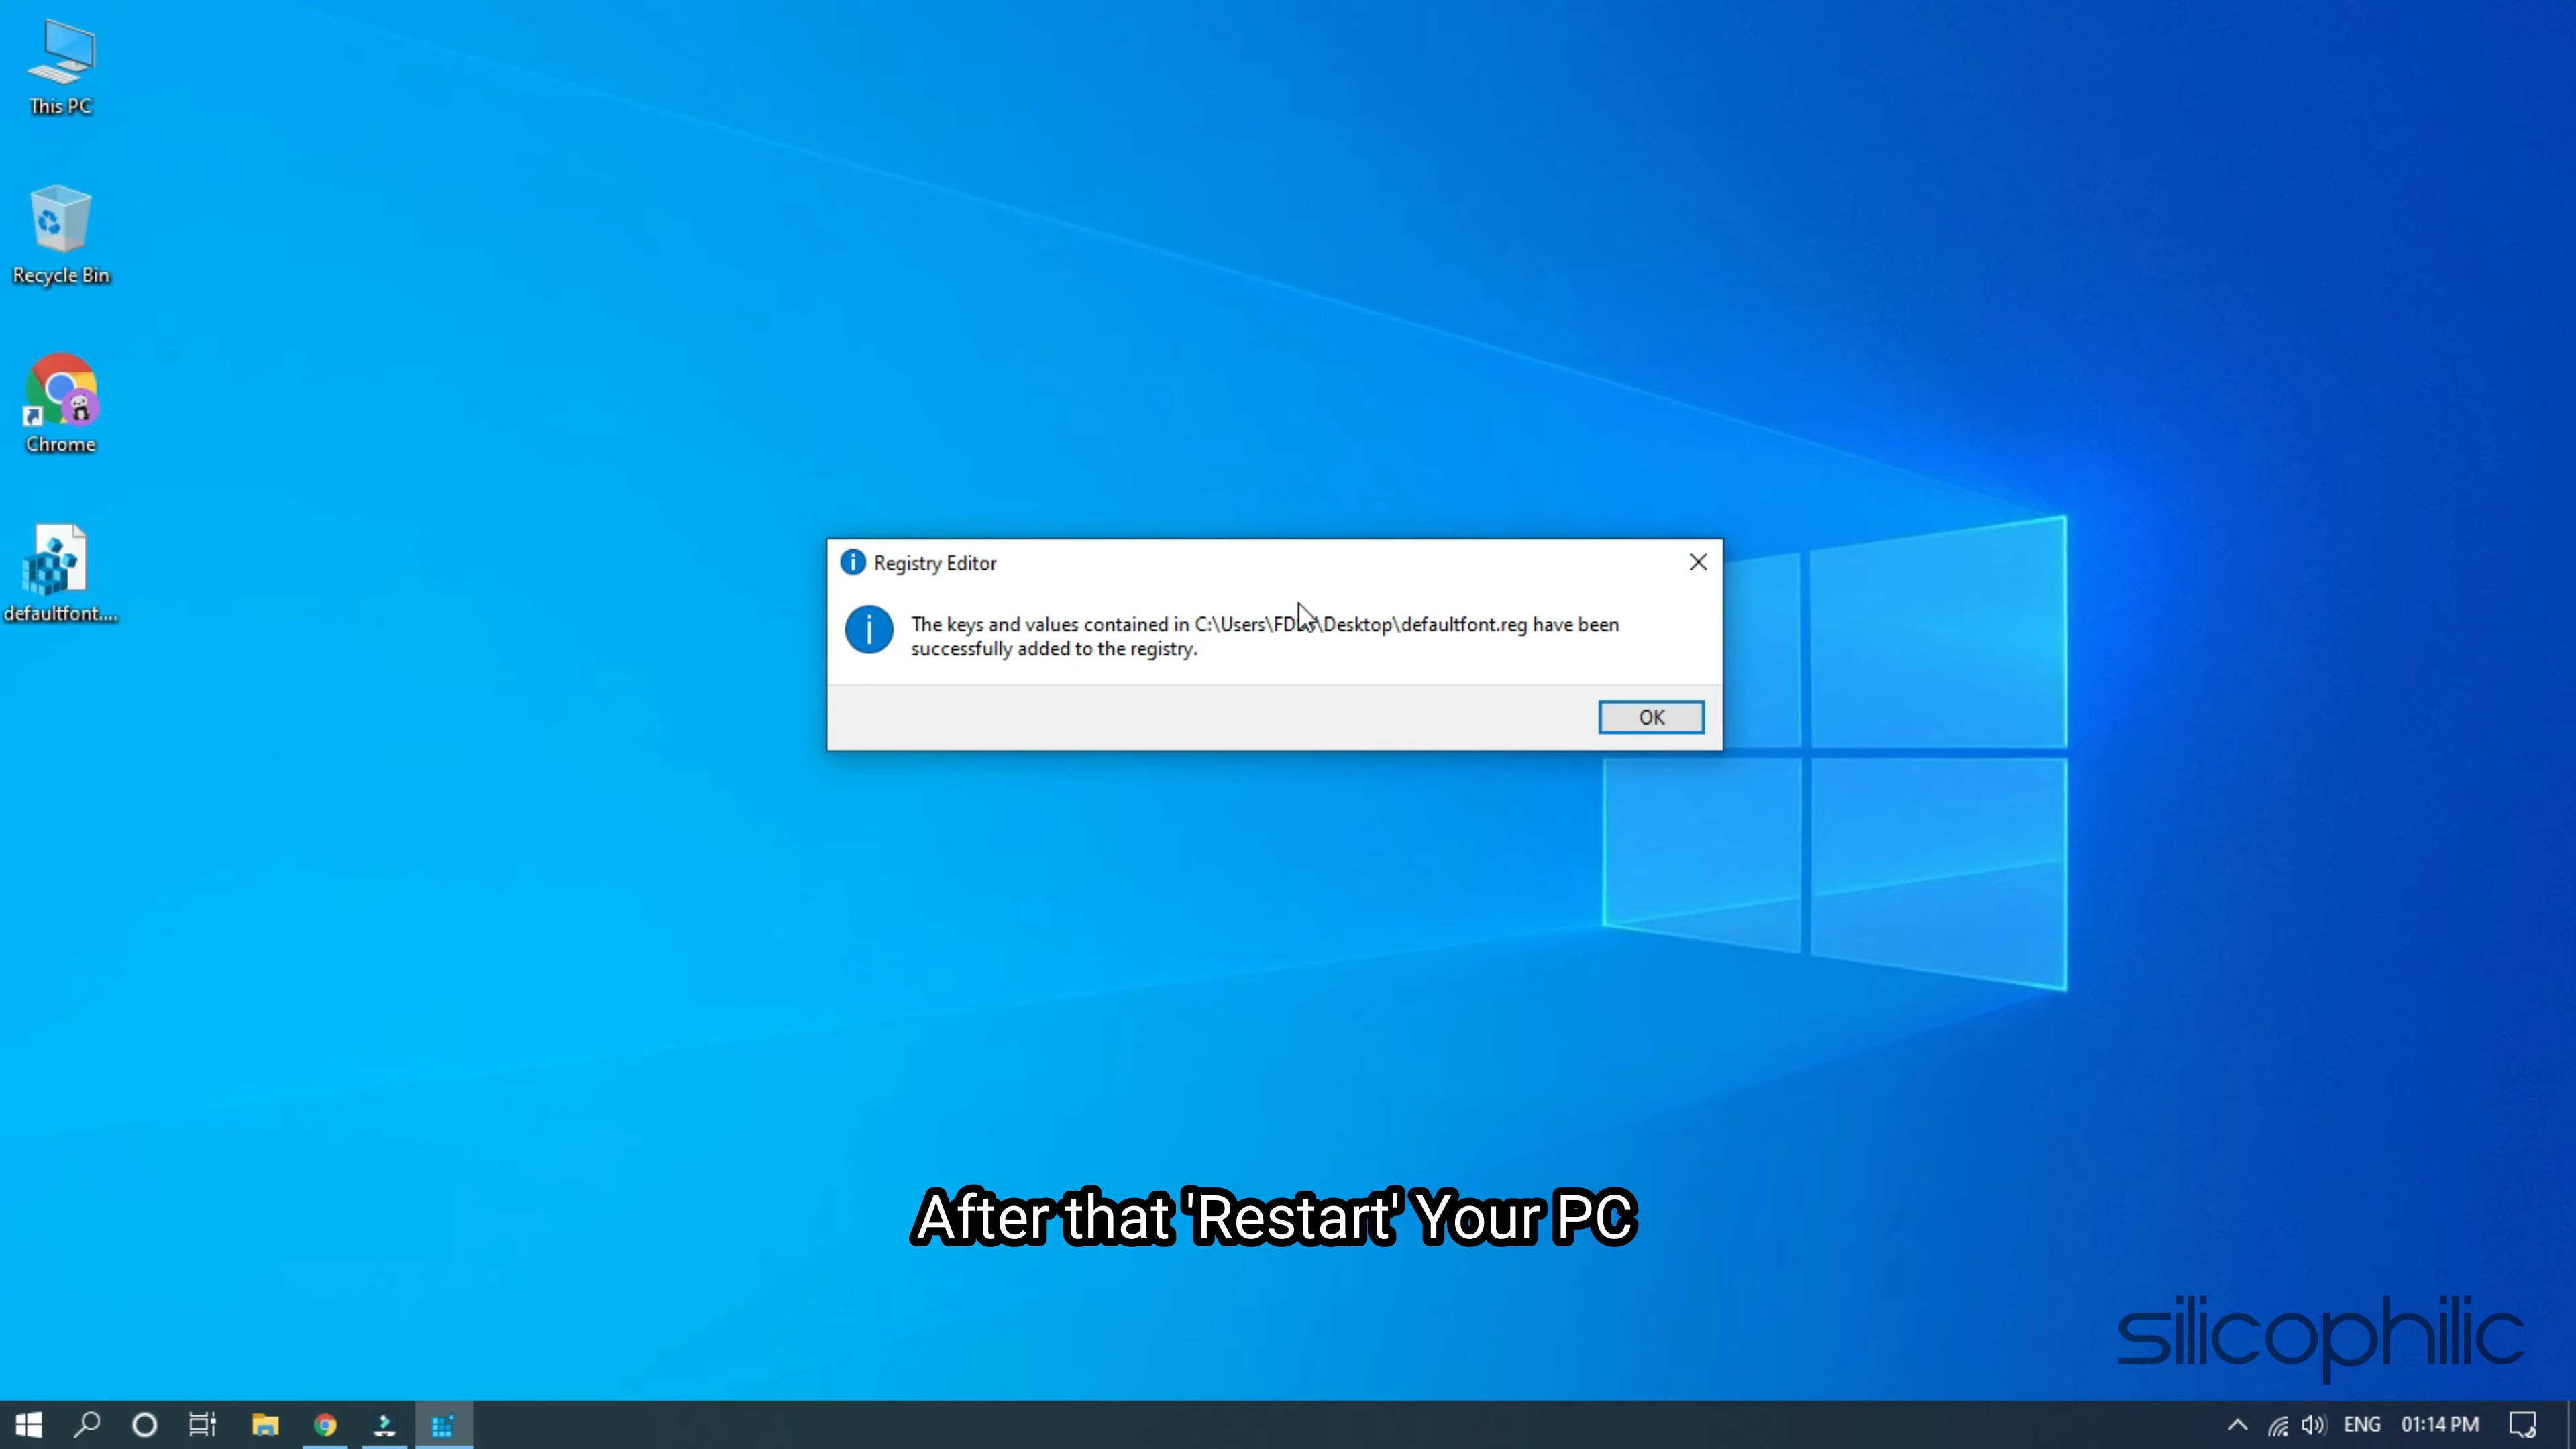 This PC
Recycle Bin
Chrome
defaultfont....
Registry Editor
The keys and values contained in C:\Users\ \Desktop\defaultfont.reg have been
successfully added to the registry.
OK
After that 'Restart' Your PC
silicophilic
ENG 01:14 PM